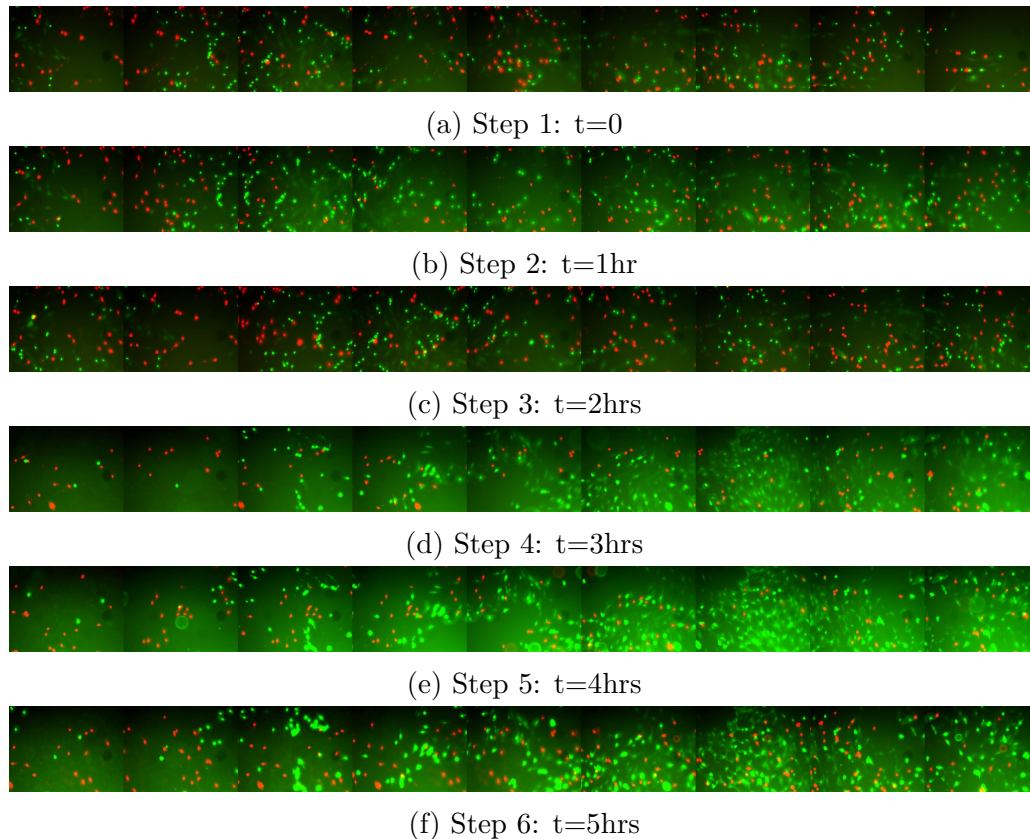 (a) Step 1: t=0
(b) Step 2: t=1hr
(c) Step 3: t=2hrs
(d) Step 4: t=3hrs
(e) Step 5: t=4hrs
(f) Step 6: t=5hrs